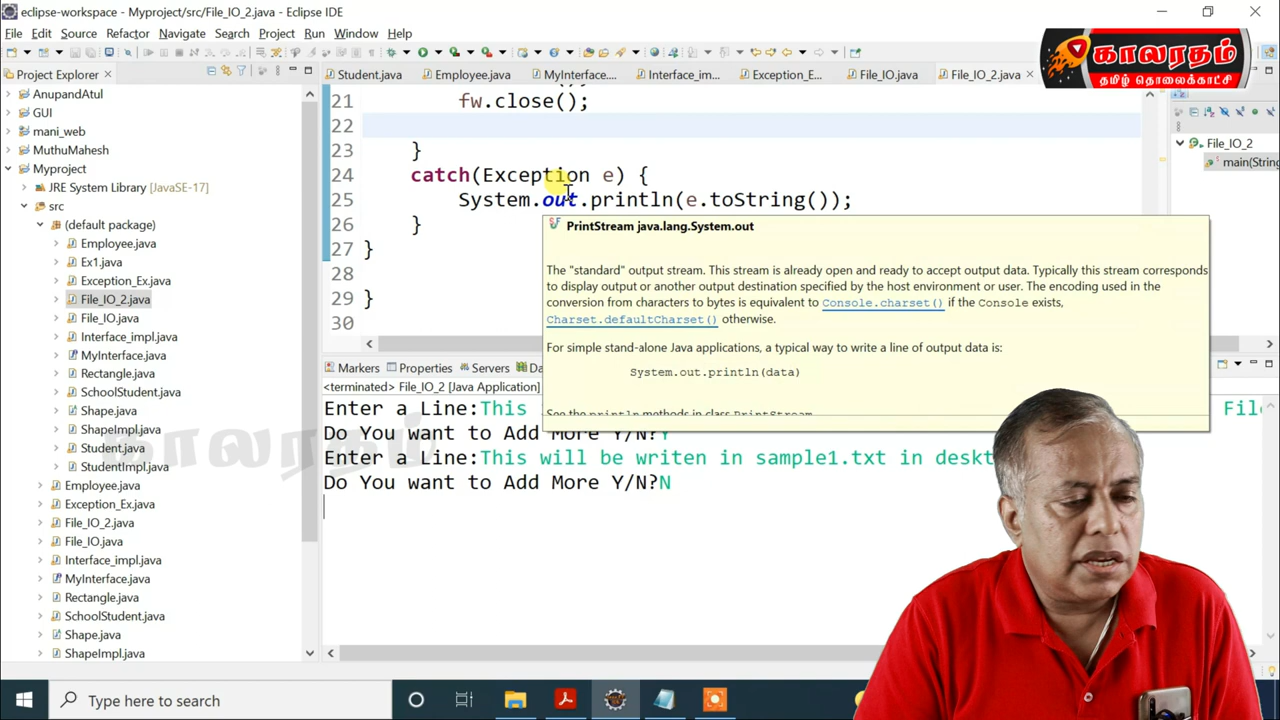 eclipse-workspace - Myproject/src/File_IO_2.java - Eclipse IDE
File Edit Source Refactor Navigate Search Project Run Window Help
காலரதம்
தமிழ் தொலைக்காட்சி
Project Explorer
Student.java Employee.java MyInterface.... Interface_im... Exception_E... File_IO.java File_IO_2.java
AnupandAtul
GUI
mani_web
MuthuMahesh
Myproject
JRE System Library [JavaSE-17]
src
(default package)
Employee.java
Ex1.java
Exception_Ex.java
File_IO_2.java
File_IO.java
Interface_impl.java
MyInterface.java
Rectangle.java
SchoolStudent.java
Shape.java
ShapeImpl.java
Student.java
StudentImpl.java
Employee.java
Exception_Ex.java
File_IO_2.java
File_IO.java
Interface_impl.java
MyInterface.java
Rectangle.java
SchoolStudent.java
Shape.java
ShapeImpl.java
21 fw.close();
22
23 }
24 catch(Exception e) {
25 System.out.println(e.toString());
26 }
27 }
28
29 }
30
File_IO_2
main(String
PrintStream java.lang.System.out
The "standard" output stream. This stream is already open and ready to accept output data. Typically this stream corresponds
to display output or another output destination specified by the host environment or user. The encoding used in the
conversion from characters to bytes is equivalent to Console.charset() if the Console exists,
Charset.defaultCharset() otherwise.
For simple stand-alone Java applications, a typical way to write a line of output data is:
System.out.println(data)
See the println methods in class PrintStream
Markers Properties Servers Da
<terminated> File_IO_2 [Java Application]
Enter a Line:This File
Do You want to Add More Y/N?Y
Enter a Line:This will be writen in sample1.txt in deskt
Do You want to Add More Y/N?N
காலரதம்
Type here to search